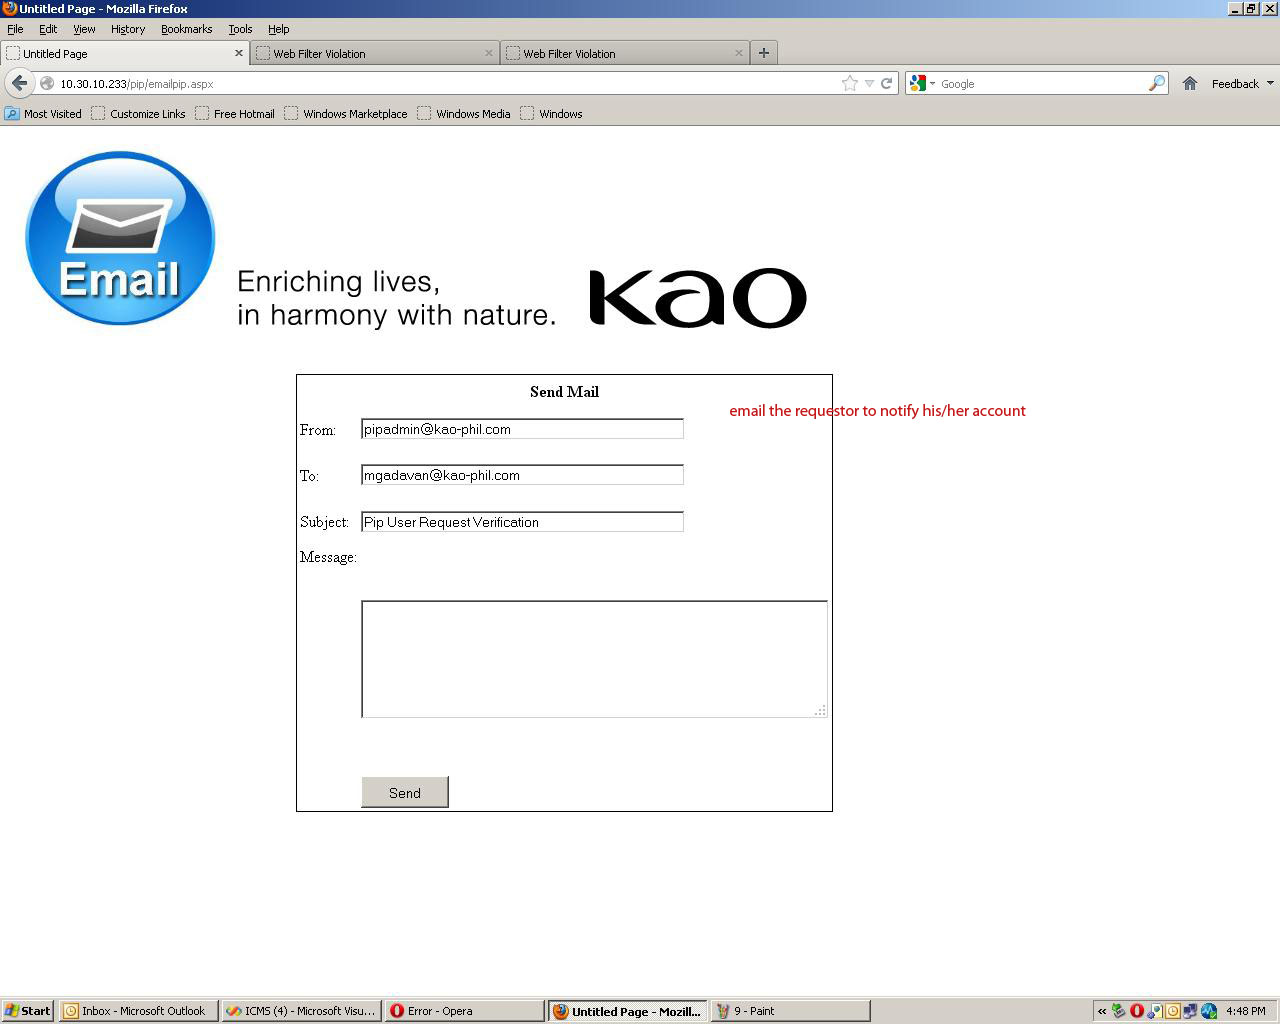 Untitled Page - Mozilla Firefox
File Edit View History Bookmarks Tools Help
Untitled Page Web Filter Violation Web Filter Violation
10.30.10.233/pip/emailpip.aspx Google Feedback
Most Visited Customize Links Free Hotmail Windows Marketplace Windows Media Windows
Email
Enriching lives,
in harmony with nature.
Kao
Send Mail
email the requestor to notify his/her account
From: pipadmin@kao-phil.com
To: mgadavan@kao-phil.com
Subject: Pip User Request Verification
Message:
Send
Start Inbox - Microsoft Outlook ICMS (4) - Microsoft Visu... Error - Opera Untitled Page - Mozill... 9 - Paint « 4:48 PM